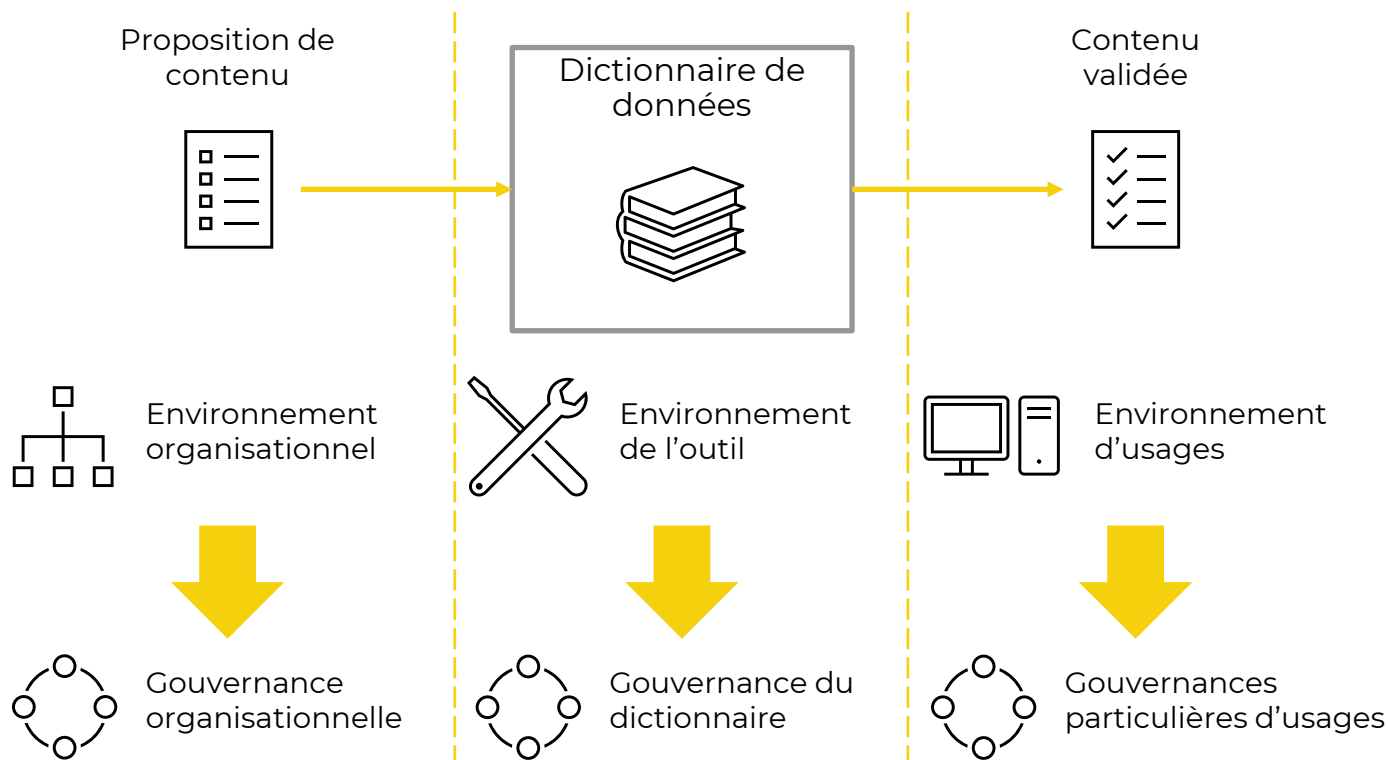 Proposition de
contenu
Dictionnaire de
données
Contenu
validée
Environnement
organisationnel
Environnement
de l’outil
Environnement
d’usages
Gouvernance
organisationnelle
Gouvernance du
dictionnaire
Gouvernances
particulières d’usages